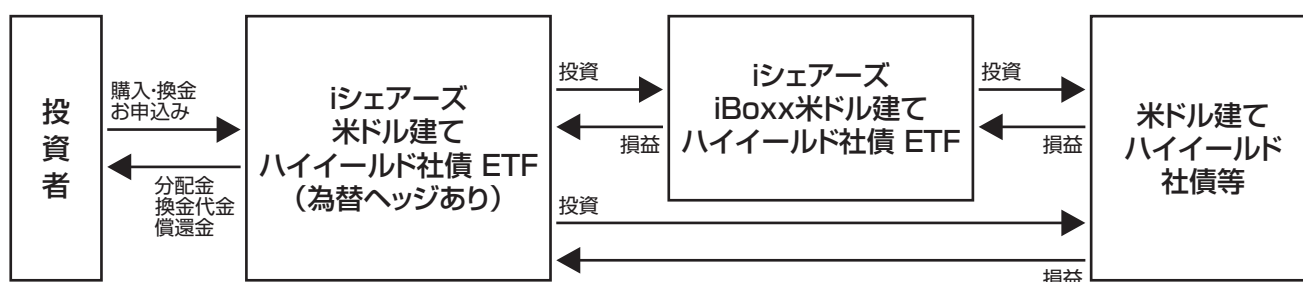 投資者
購入・換金
お申込み
分配金
換金代金
償還金
iシェアーズ
米ドル建て
ハイイールド社債 ETF
（為替ヘッジあり）
投資
損益
iシェアーズ
iBoxx米ドル建て
ハイイールド社債 ETF
投資
損益
投資
損益
米ドル建て
ハイイールド
社債等